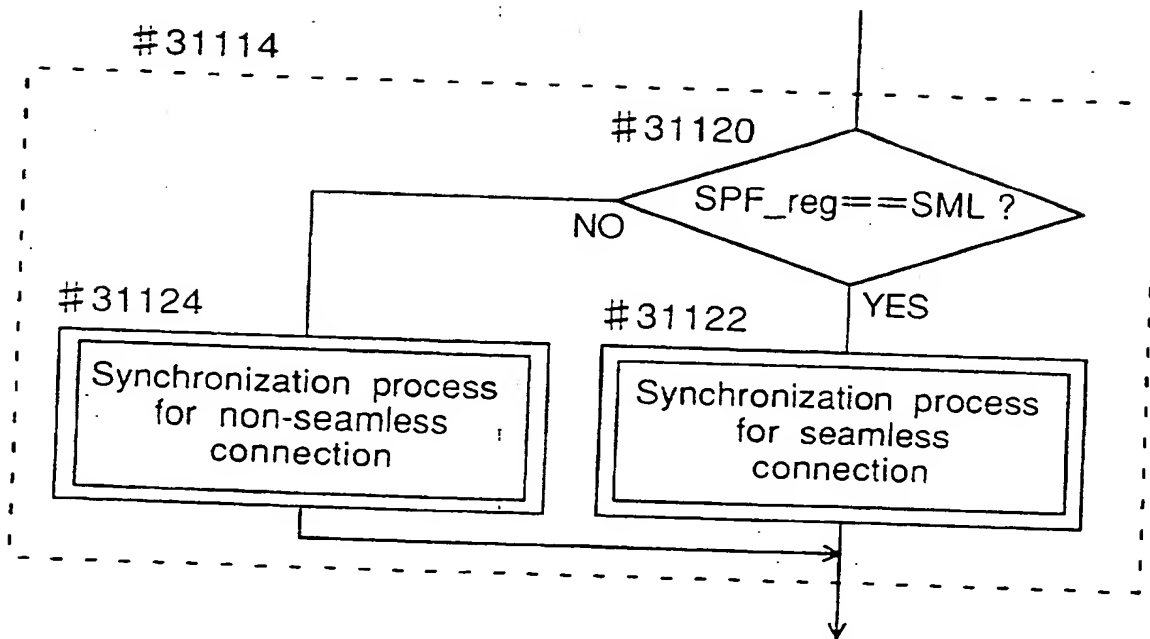 #31114
#31120
SPF_reg==SML ?
NO
YES
#31124
#31122
Synchronization process
for non-seamless
connection
Synchronization process
for seamless
connection